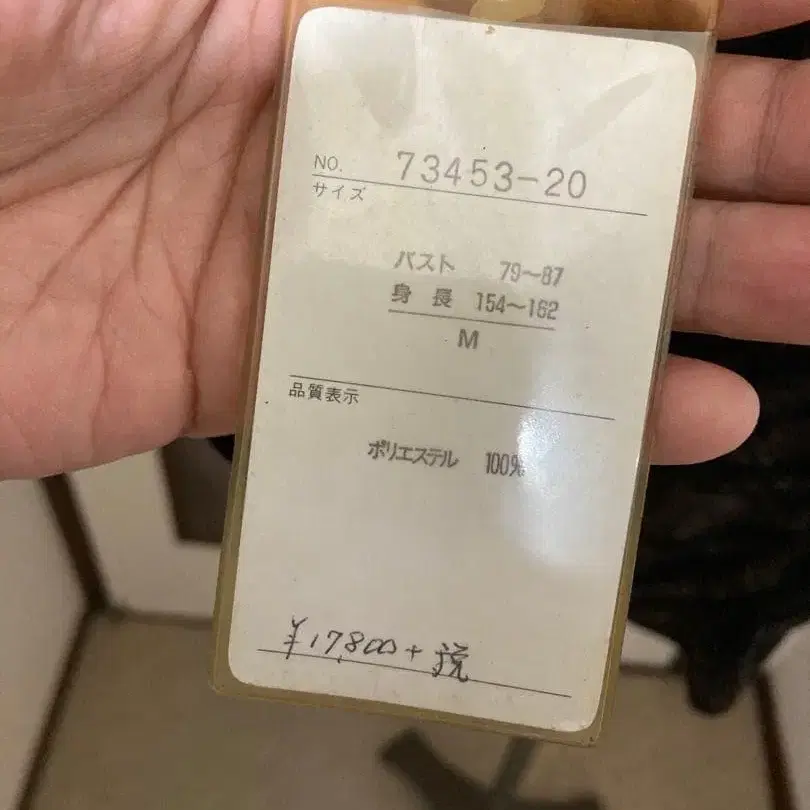 NO. 73453-20
サイズ
バスト 79~87
身長 154~162
M
品質表示
ポリエステル 100%
¥17,800+税